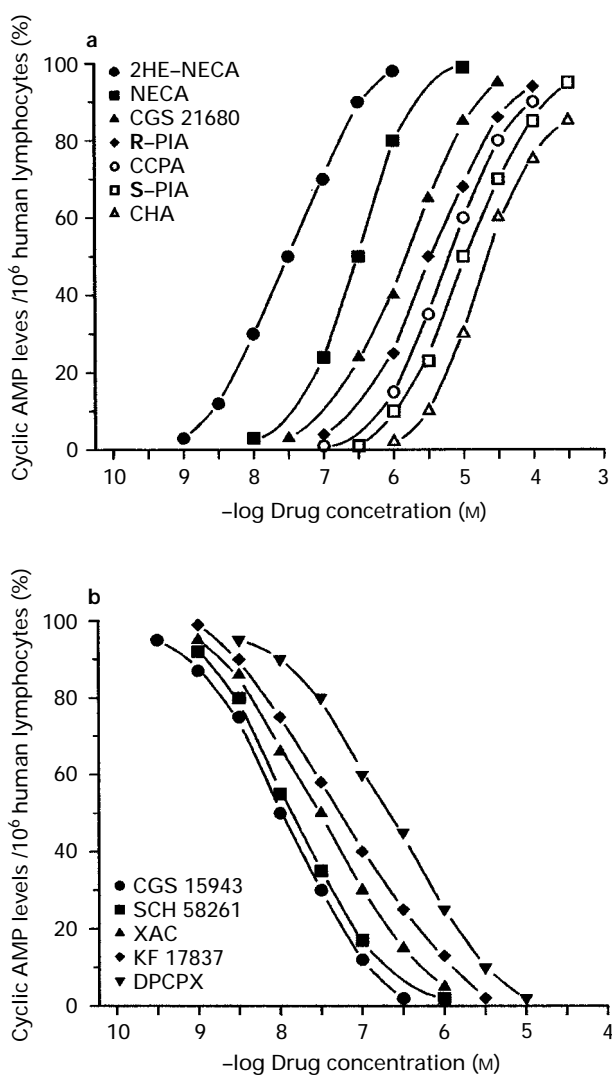 a
Cyclic AMP leves /10⁶ human lymphocytes (%)
100
80
60
40
20
0
2HE–NECA
NECA
CGS 21680
R–PIA
CCPA
S–PIA
CHA
10 9 8 7 6 5 4 3
–log Drug concetration (M)
b
Cyclic AMP levels /10⁶ human lymphocytes (%)
100
80
60
40
20
0
CGS 15943
SCH 58261
XAC
KF 17837
DPCPX
10 9 8 7 6 5 4
–log Drug concentration (M)